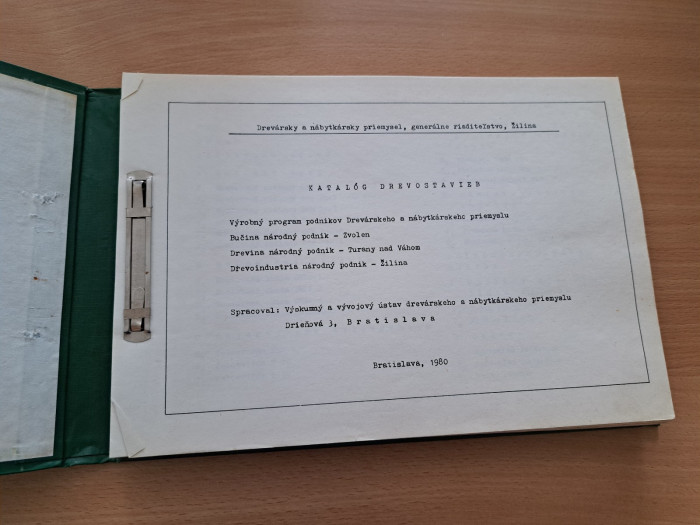 Drevársky a nábytkársky priemysel, generálne riaditeľstvo, Žilina
KATALÓG DREVOSTAVIEB
Výrobný program podnikov Drevárskeho a nábytkárskeho priemyslu
Bučina národný podnik - Zvolen
Drevina národný podnik - Turany nad Váhom
Drevoindustria národný podnik - Žilina
Spracoval: Výskumný a vývojový ústav drevárskeho a nábytkárskeho priemyslu
Drieňová 3, Bratislava
Bratislava, 1980